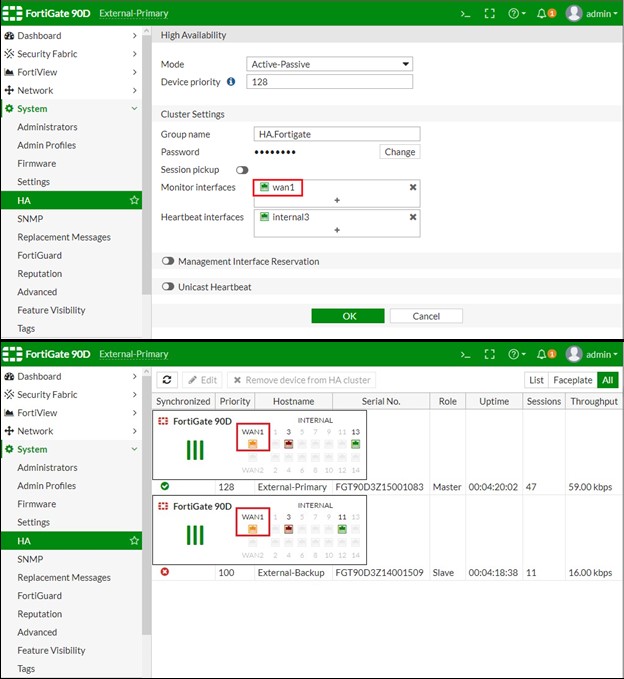 FortiGate 90D External-Primary >_ admin
Dashboard
Security Fabric
FortiView
Network
System
Administrators
Admin Profiles
Firmware
Settings
HA
SNMP
Replacement Messages
FortiGuard
Reputation
Advanced
Feature Visibility
Tags
High Availability
Mode Active-Passive
Device priority 128
Cluster Settings
Group name HA.Fortigate
Password •••••••• Change
Session pickup
Monitor interfaces wan1
+
Heartbeat interfaces internal3
+
Management Interface Reservation
Unicast Heartbeat
OK Cancel
FortiGate 90D External-Primary >_ admin
Dashboard
Security Fabric
FortiView
Network
System
Administrators
Admin Profiles
Firmware
Settings
HA
SNMP
Replacement Messages
FortiGuard
Reputation
Advanced
Feature Visibility
Tags
Edit Remove device from HA cluster List Faceplate All
Synchronized Priority Hostname Serial No. Role Uptime Sessions Throughput
FortiGate 90D INTERNAL
WAN1 1 3 5 7 9 11 13
WAN2 2 4 6 8 10 12 14
128 External-Primary FGT90D3Z15001083 Master 00:04:20:02 47 59.00 kbps
FortiGate 90D INTERNAL
WAN1 1 3 5 7 9 11 13
WAN2 2 4 6 8 10 12 14
100 External-Backup FGT90D3Z14001509 Slave 00:04:18:38 11 16.00 kbps